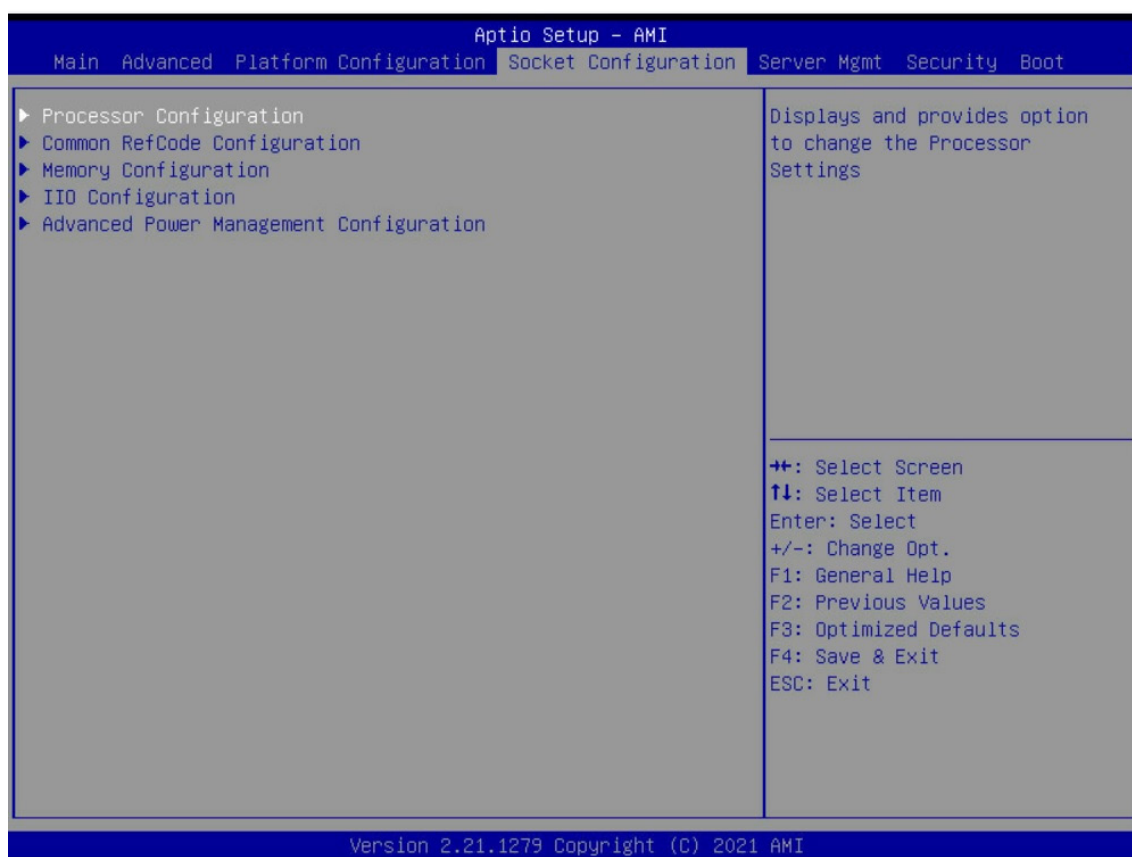 Aptio Setup – AMI
Main Advanced Platform Configuration Socket Configuration Server Mgmt Security Boot
▶ Processor Configuration
▶ Common RefCode Configuration
▶ Memory Configuration
▶ IIO Configuration
▶ Advanced Power Management Configuration
Displays and provides option
to change the Processor
Settings
→←: Select Screen
↑↓: Select Item
Enter: Select
+/-: Change Opt.
F1: General Help
F2: Previous Values
F3: Optimized Defaults
F4: Save & Exit
ESC: Exit
Version 2.21.1279 Copyright (C) 2021 AMI